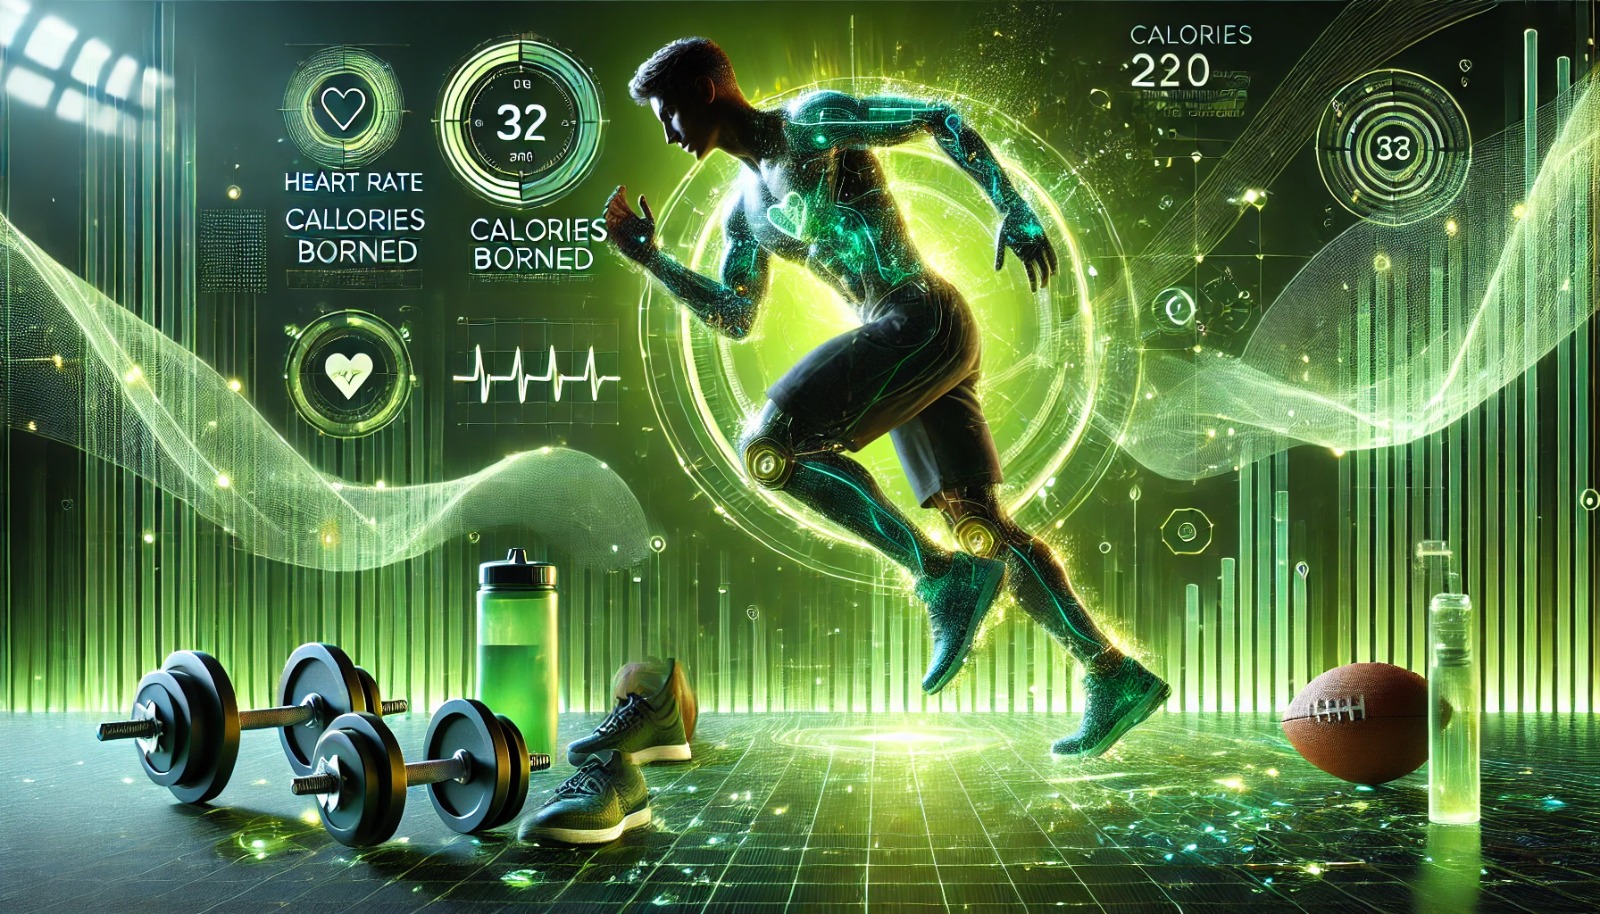 32
HEART RATE
CALLORIES
BORNED
CALORIES
BORNED
CALORIES
220
38